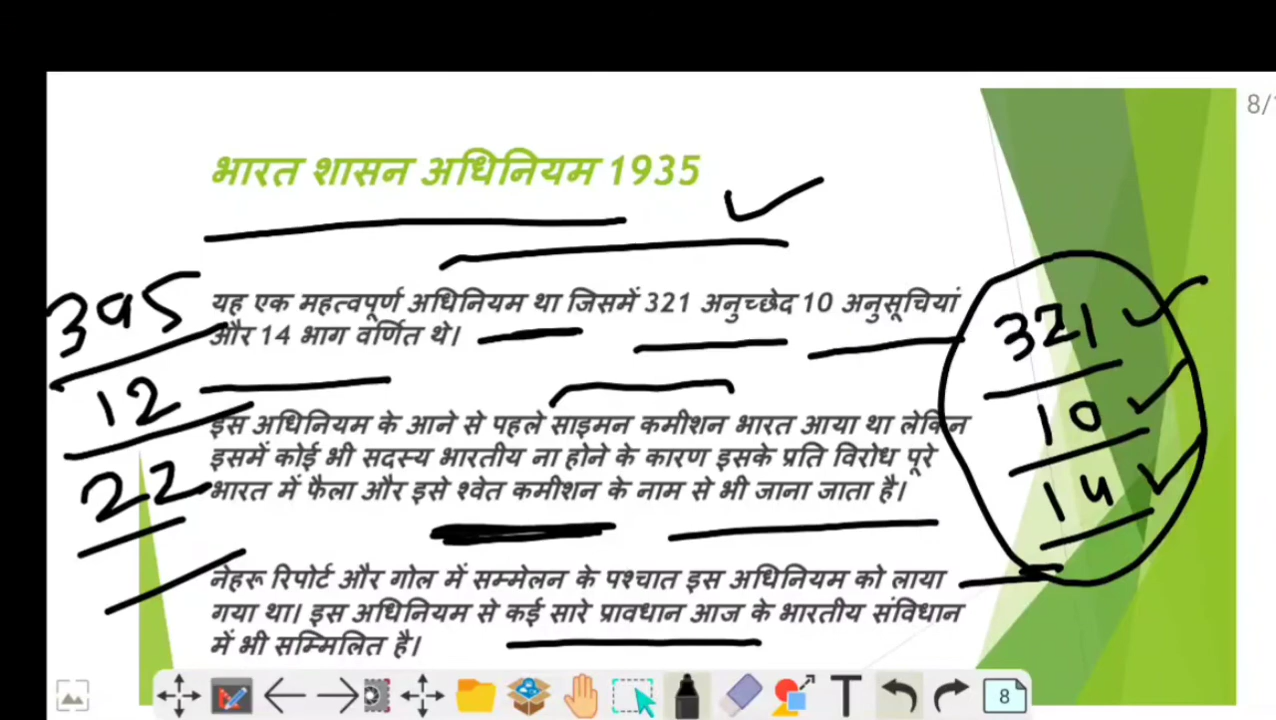 8/
भारत शासन अधिनियम 1935
यह एक महत्वपूर्ण अधिनियम था जिसमें 321 अनुच्छेद 10 अनुसूचियां
और 14 भाग वर्णित थे।
इस अधिनियम के आने से पहले साइमन कमीशन भारत आया था लेकिन
इसमें कोई भी सदस्य भारतीय ना होने के कारण इसके प्रति विरोध पूरे
भारत में फैला और इसे श्वेत कमीशन के नाम से भी जाना जाता है।
नेहरू रिपोर्ट और गोल में सम्मेलन के पश्चात इस अधिनियम को लाया
गया था। इस अधिनियम से कई सारे प्रावधान आज के भारतीय संविधान
में भी सम्मिलित है।
395
12
22
321
10
14
T
8